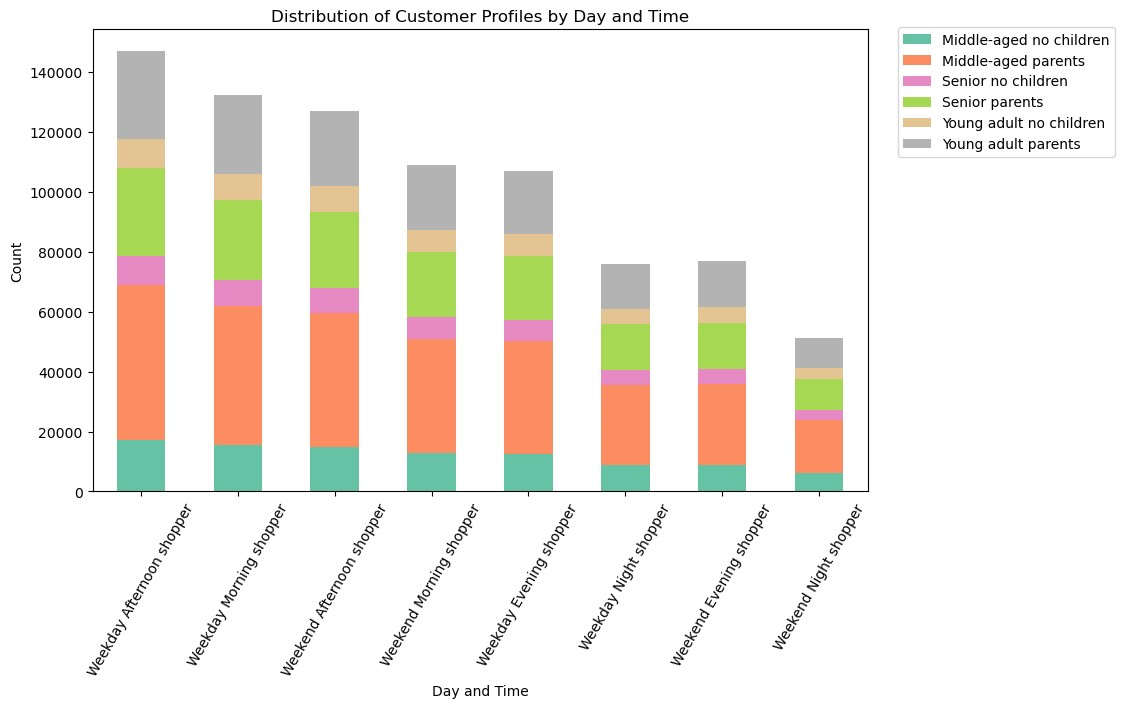 Distribution of Customer Profiles by Day and Time
Middle-aged no children
Middle-aged parents
Senior no children
Senior parents
Young adult no children
Young adult parents
140000
120000
100000
80000
60000
40000
20000
0
Count
Weekday Afternoon shopper
Weekday Morning shopper
Weekend Afternoon shopper
Weekend Morning shopper
Weekday Evening shopper
Weekday Night shopper
Weekend Evening shopper
Weekend Night shopper
Day and Time